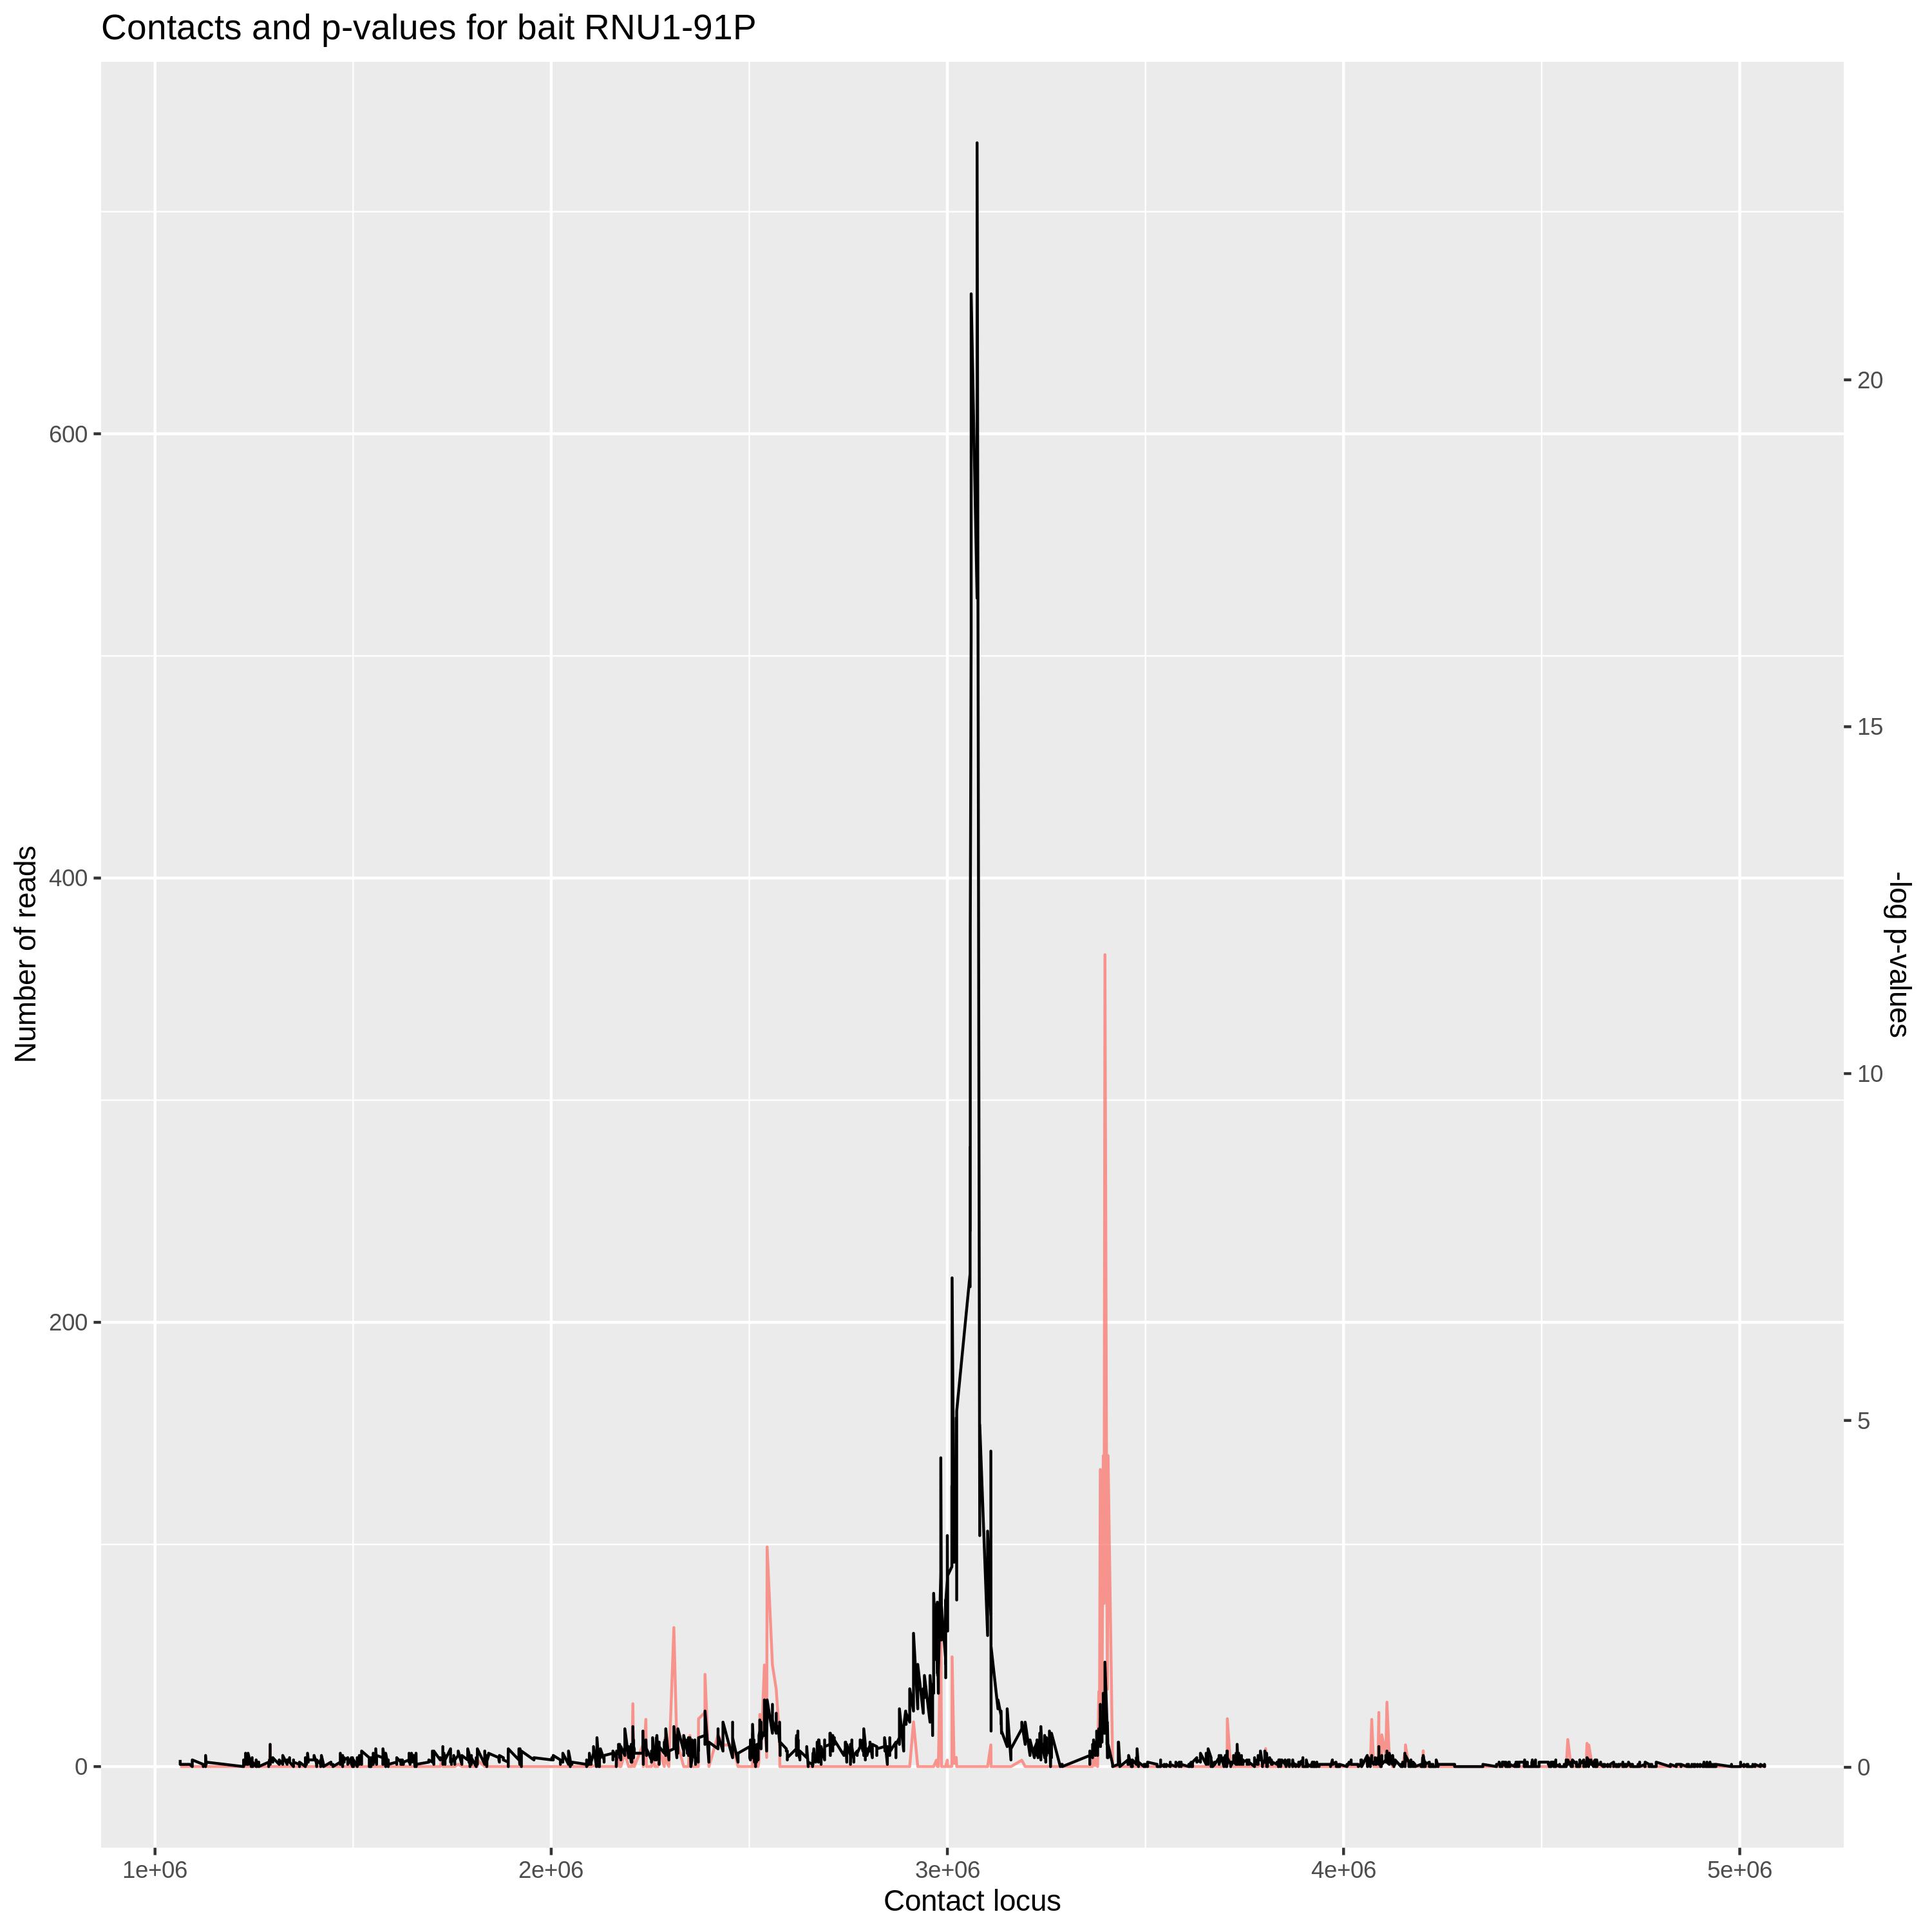 Contacts and p-values for bait RNU1-91P
600
400
200
0
Number of reads
20
15
10
5
0
-log p-values
1e+06
2e+06
3e+06
4e+06
5e+06
Contact locus